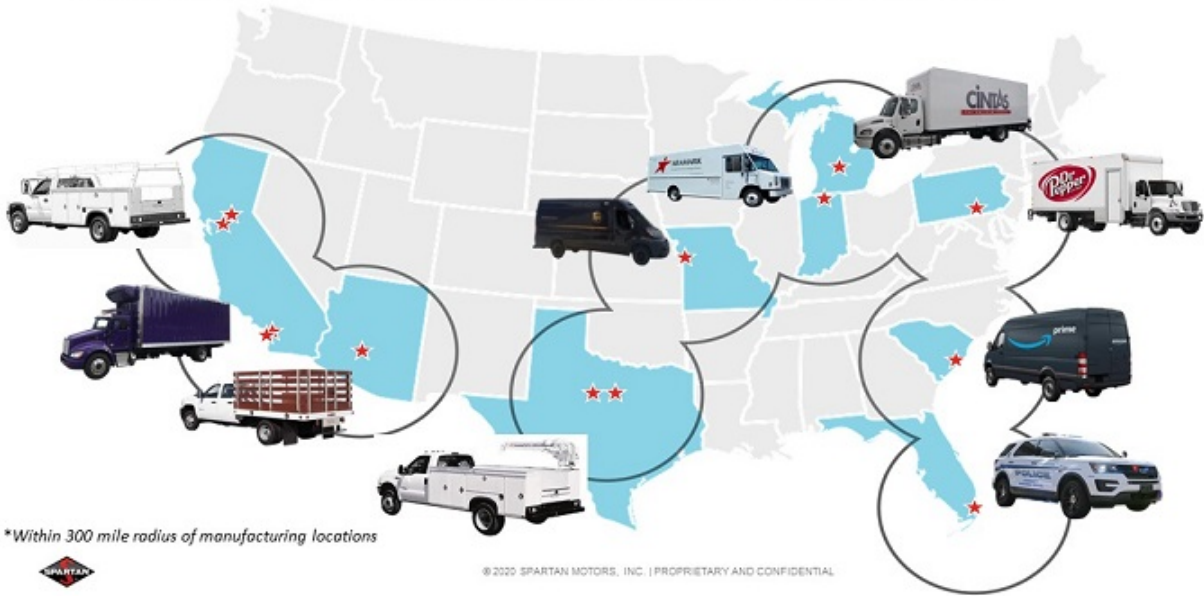 CINTAS
ARAMARK
Dr Pepper
prime
POLICE
*Within 300 mile radius of manufacturing locations
SPARTAN
© 2020 SPARTAN MOTORS, INC. | PROPRIETARY AND CONFIDENTIAL